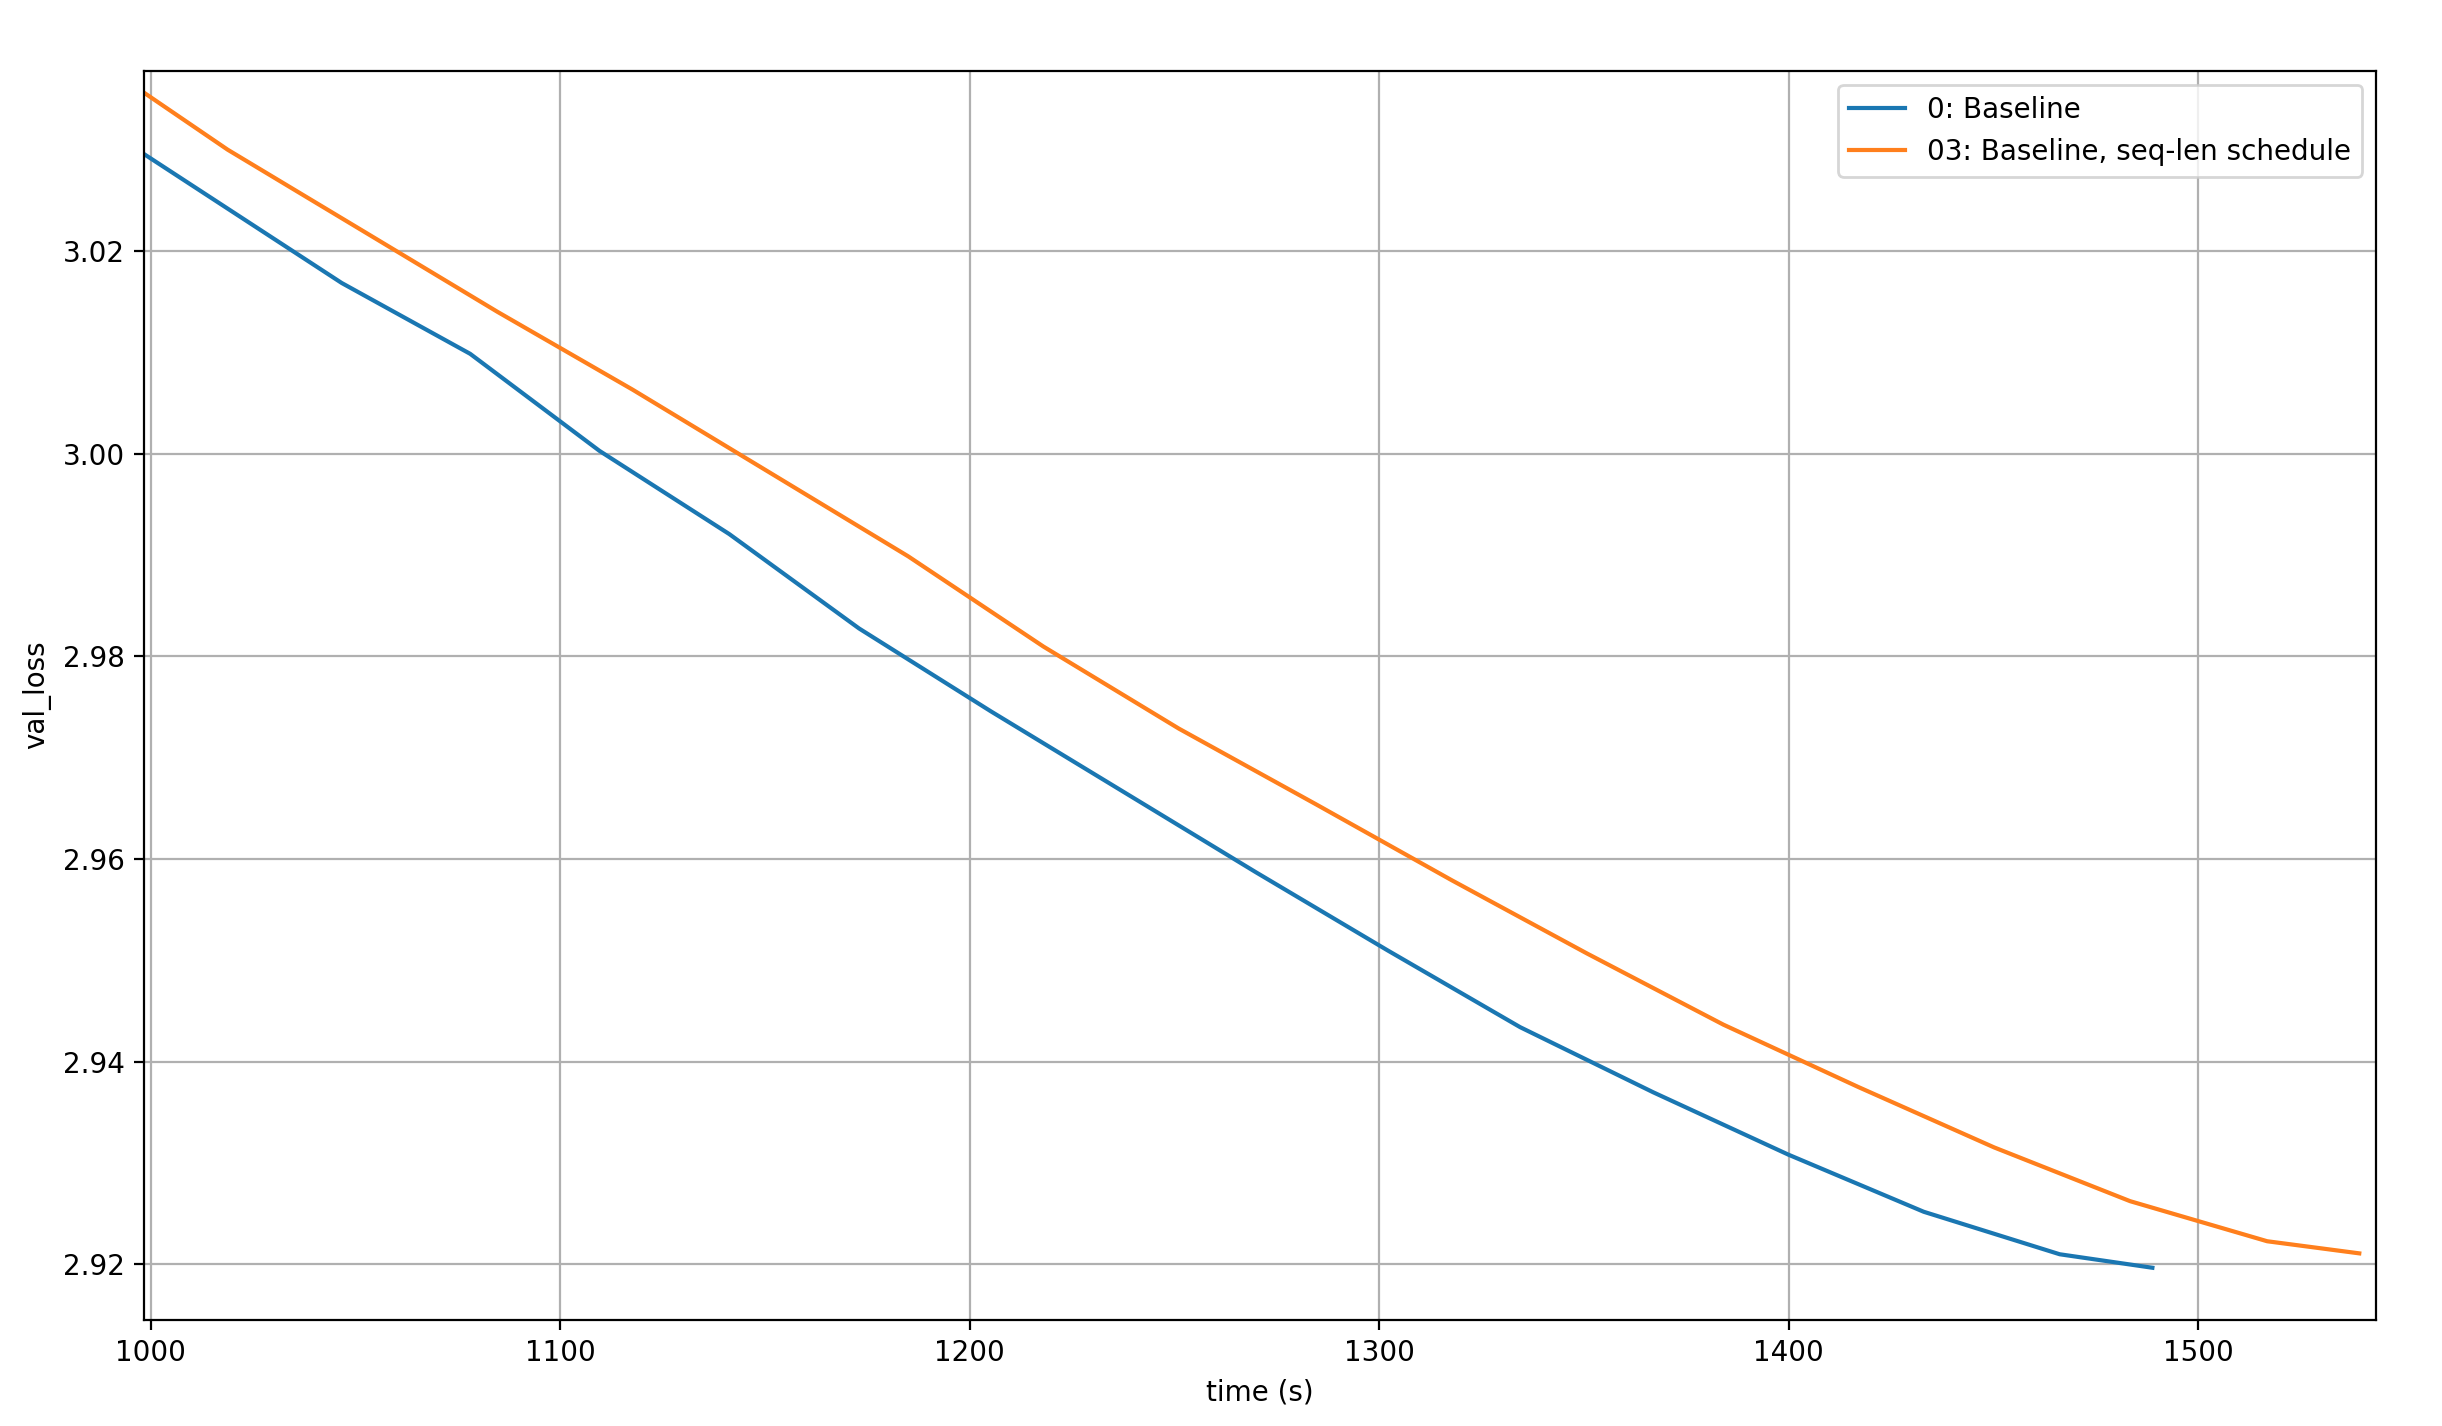 0: Baseline
03: Baseline, seq-len schedule
3.02
3.00
2.98
2.96
2.94
2.92
val_loss
1000 1100 1200 1300 1400 1500
time (s)